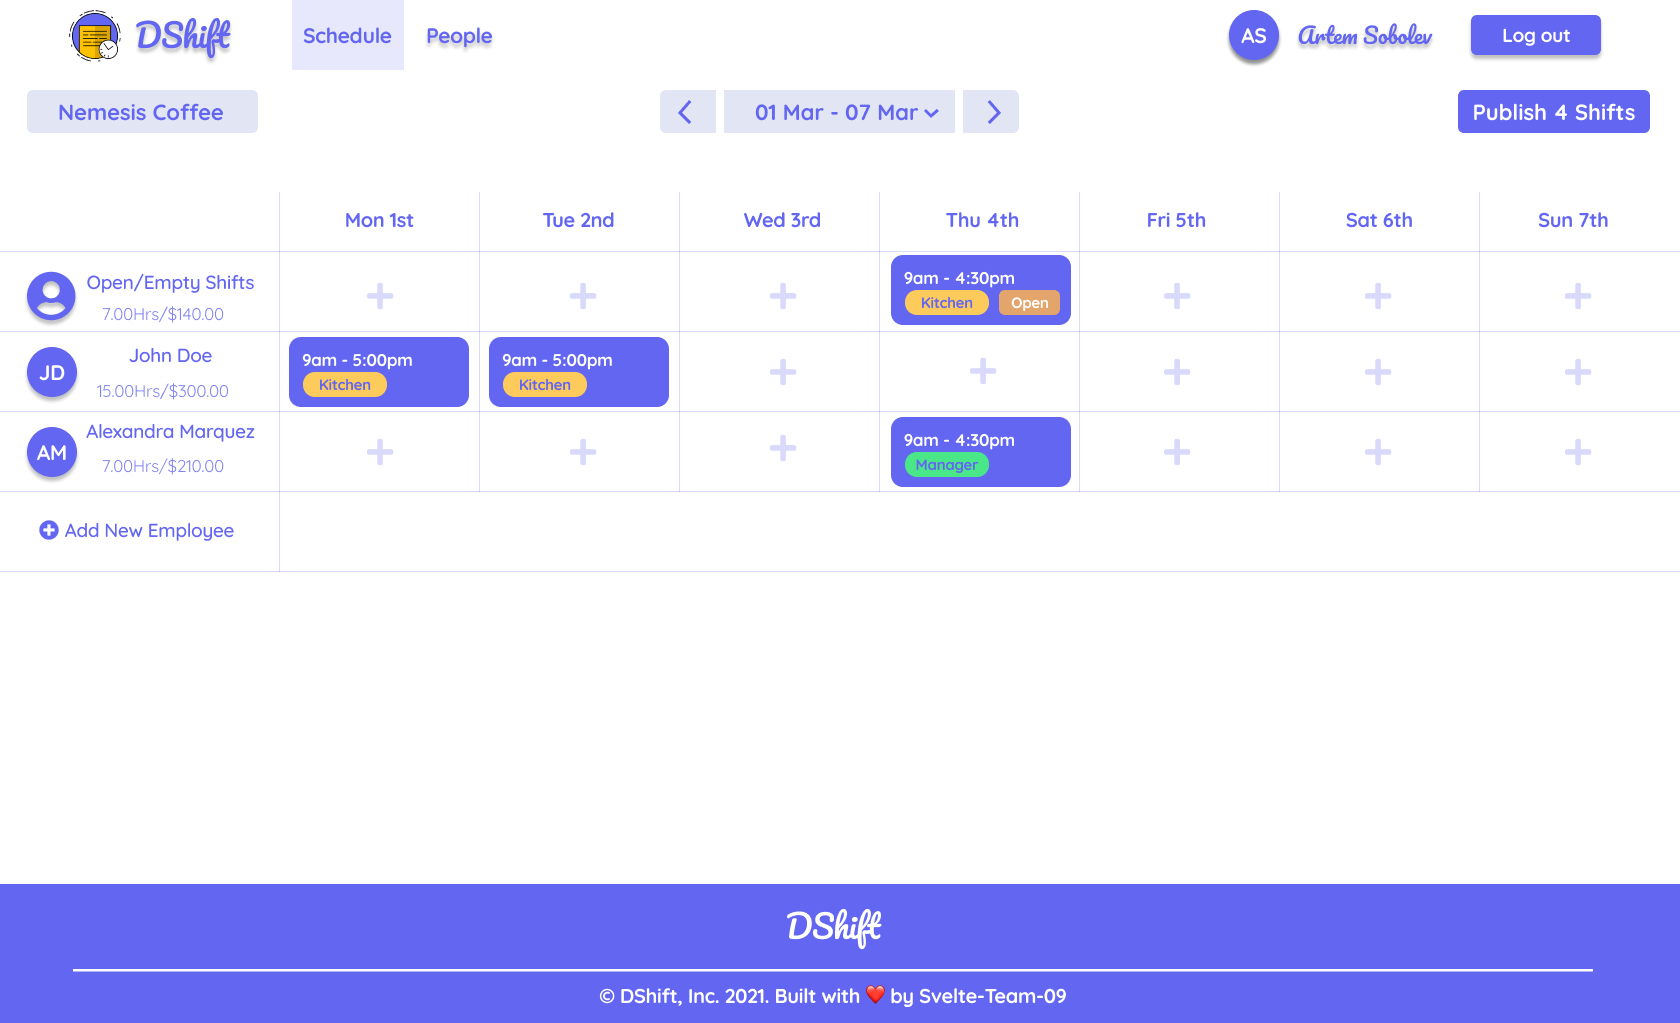 DShift
Schedule
People
AS
Artem Sobolev
Log out
Nemesis Coffee
01 Mar - 07 Mar
Publish 4 Shifts
Mon 1st
Tue 2nd
Wed 3rd
Thu 4th
Fri 5th
Sat 6th
Sun 7th
Open/Empty Shifts
7.00Hrs/$140.00
9am - 4:30pm
Kitchen
Open
JD
John Doe
15.00Hrs/$300.00
9am - 5:00pm
Kitchen
9am - 5:00pm
Kitchen
AM
Alexandra Marquez
7.00Hrs/$210.00
9am - 4:30pm
Manager
Add New Employee
DShift
© DShift, Inc. 2021. Built with ❤️ by Svelte-Team-09